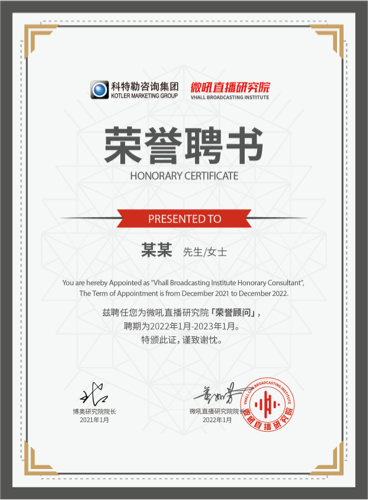 科特勒咨询集团
KOTLER MARKETING GROUP
微吼直播研究院
VHALL BROADCASTING INSTITUTE
荣誉聘书
HONORARY CERTIFICATE
PRESENTED TO
某某 先生/女士
You are hereby Appointed as "Vhall Broadcasting Institute Honorary Consultant",
The Term of Appointment is from December 2021 to December 2022.
兹聘任您为微吼直播研究院「荣誉顾问」,
聘期为2022年1月-2023年1月。
特颁此证,谨致谢忱。
博奥研究院院长
2021年1月
微吼直播研究院院长
2022年1月
VHALL BROADCASTING INSTITUTE
微吼直播研究院